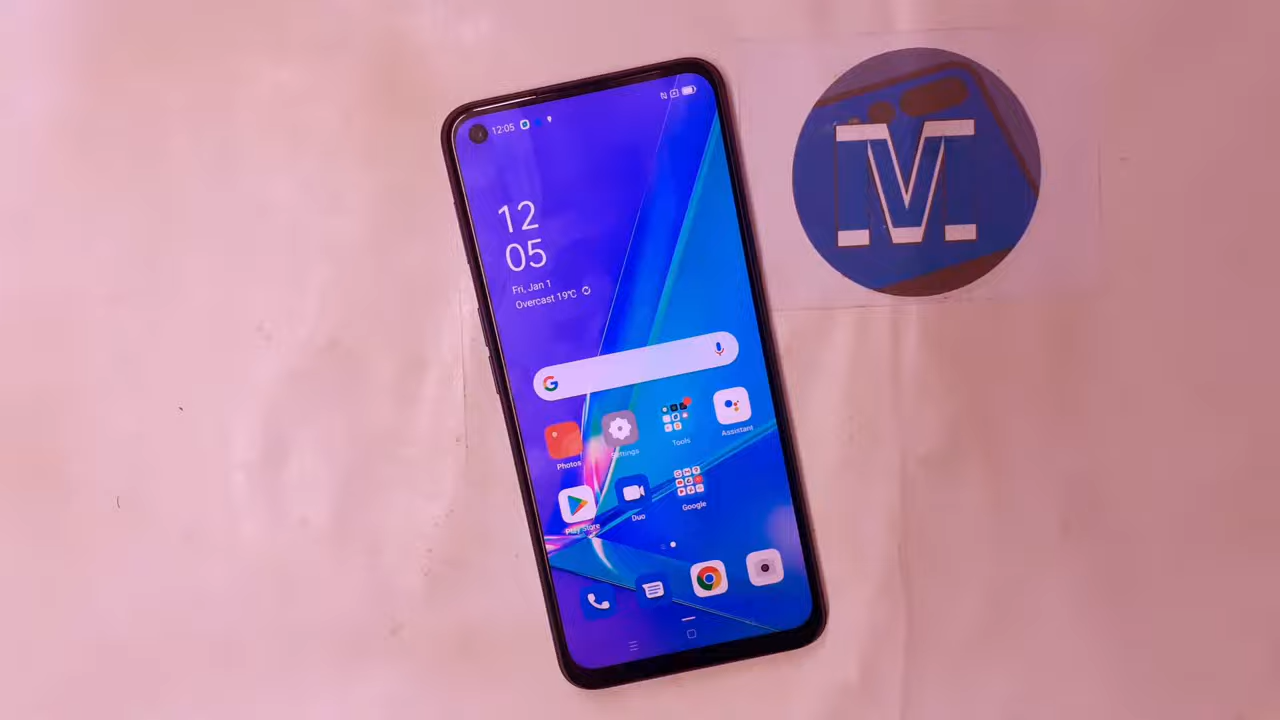 12:05
12
05
Fri, Jan 1
Overcast 19℃
Photos
Settings
Tools
Assistant
Play Store
Duo
Google
M